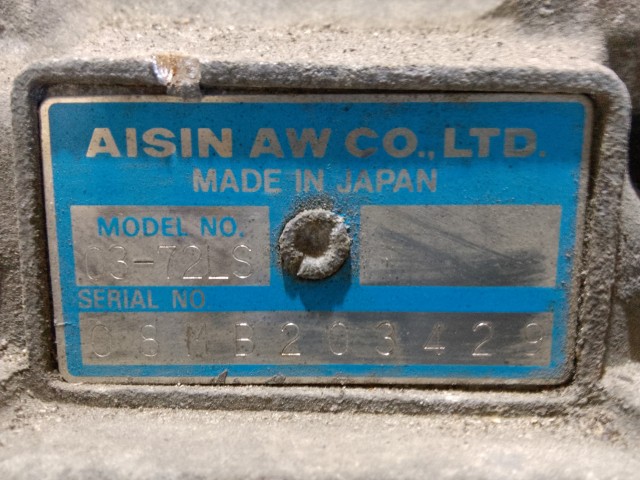 AISIN AW CO., LTD.
MADE IN JAPAN
MODEL NO.
03-72LS
SERIAL NO.